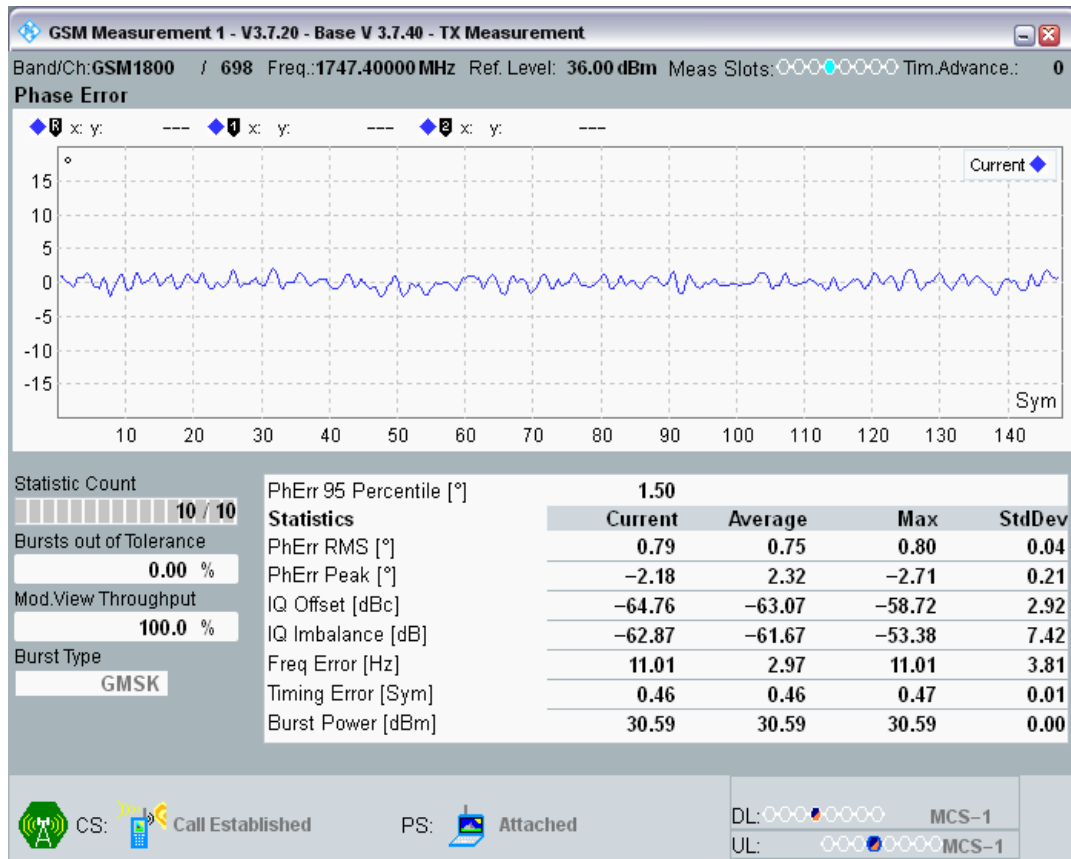 GSM Measurement 1 - V3.7.20 - Base V 3.7.40 - TX Measurement
Band/Ch:GSM1800 / 698 Freq.:1747.40000 MHz Ref. Level: 36.00 dBm Meas Slots: Tim.Advance.: 0
Phase Error
R x: y: --- 1 x: y: --- 2 x: y: ---
° Current
15
10
5
0
-5
-10
-15
Sym
10 20 30 40 50 60 70 80 90 100 110 120 130 140
Statistic Count
10 / 10
Bursts out of Tolerance
0.00 %
Mod.View Throughput
100.0 %
Burst Type
GMSK
PhErr 95 Percentile [°] 1.50
Statistics Current Average Max StdDev
PhErr RMS [°] 0.79 0.75 0.80 0.04
PhErr Peak [°] −2.18 2.32 −2.71 0.21
IQ Offset [dBc] −64.76 −63.07 −58.72 2.92
IQ Imbalance [dB] −62.87 −61.67 −53.38 7.42
Freq Error [Hz] 11.01 2.97 11.01 3.81
Timing Error [Sym] 0.46 0.46 0.47 0.01
Burst Power [dBm] 30.59 30.59 30.59 0.00
CS: Call Established PS: Attached
DL: MCS−1
UL: MCS−1